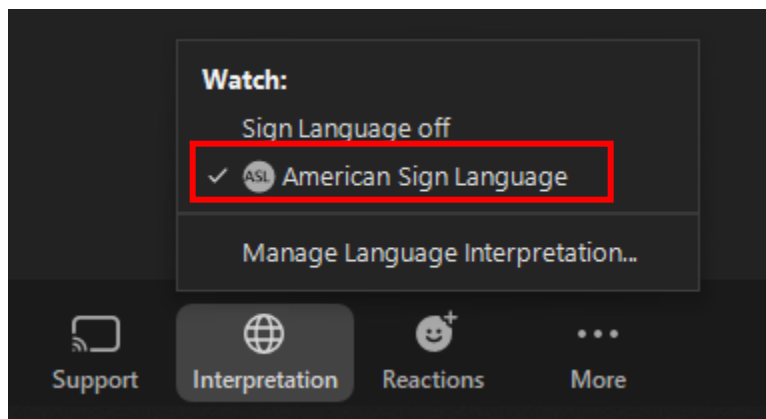 Watch:
Sign Language off
ASL American Sign Language
Manage Language Interpretation...
Support Interpretation Reactions More